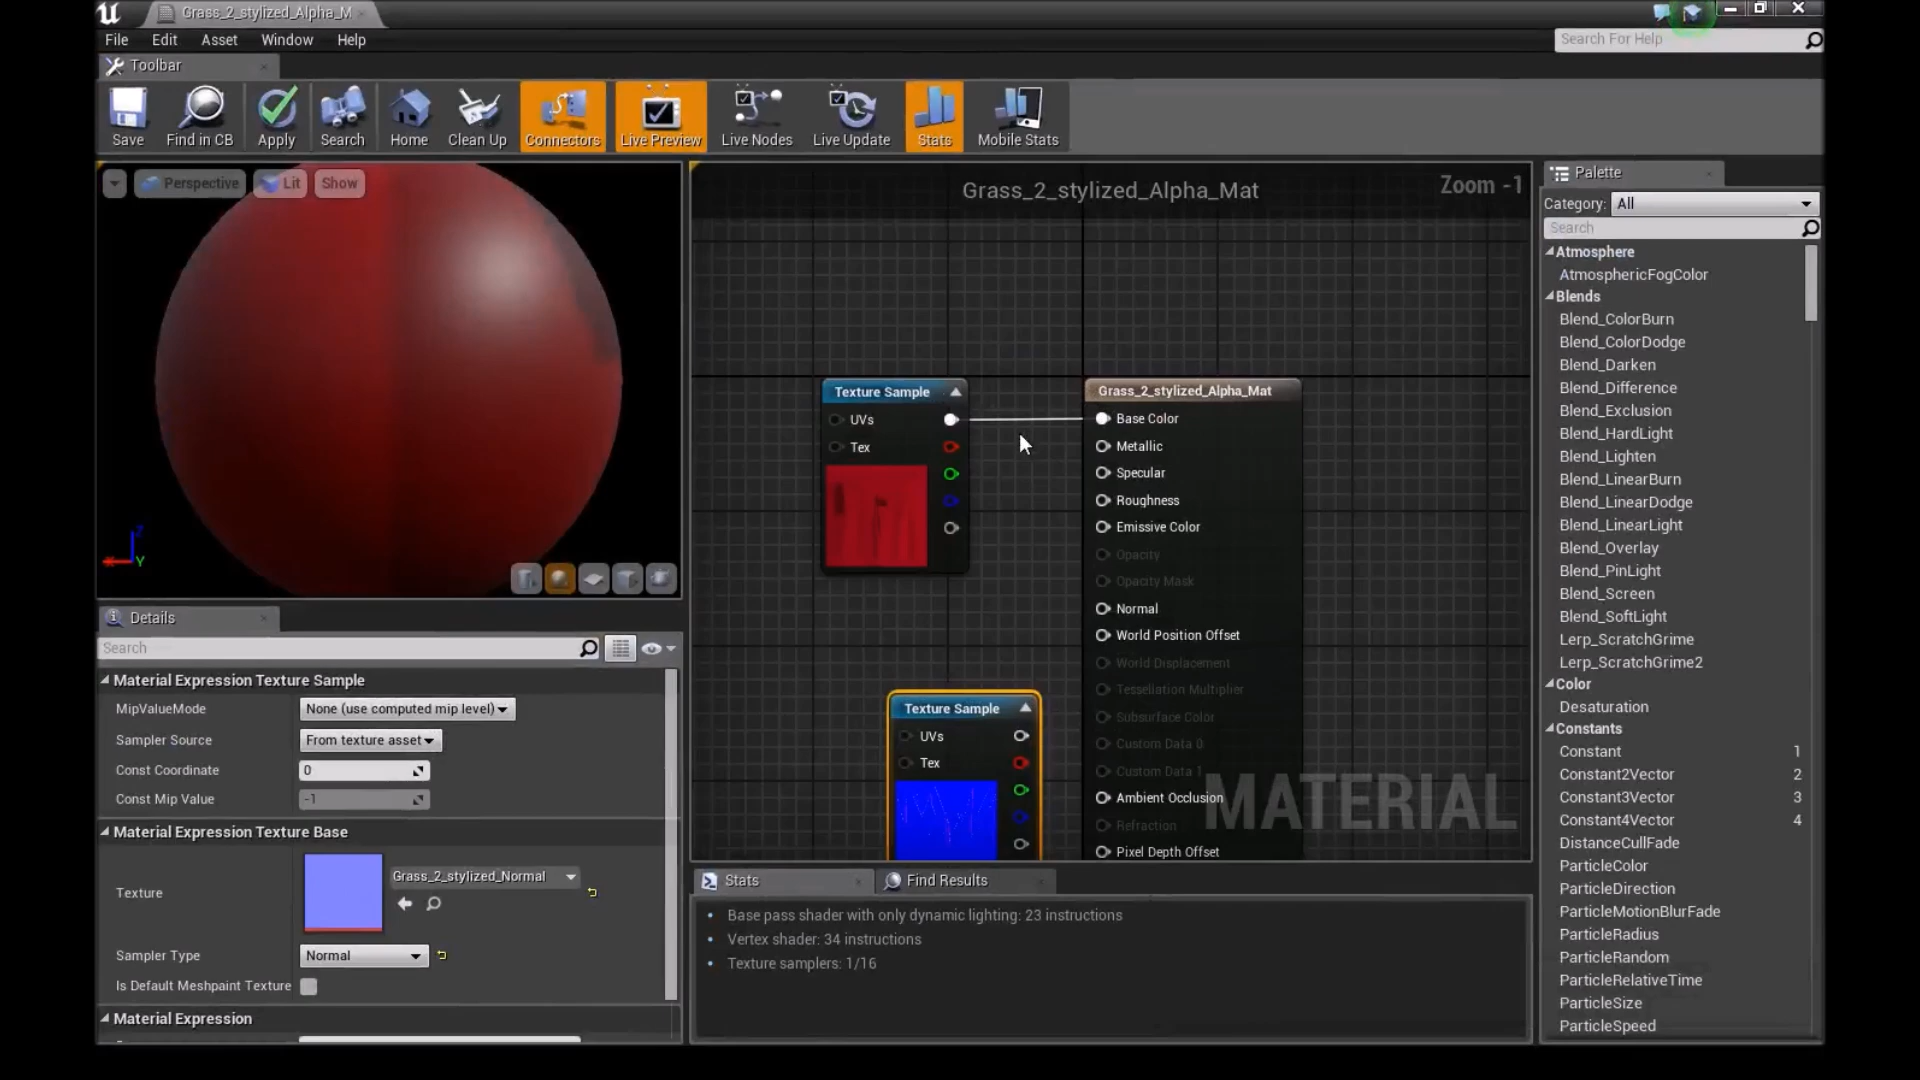 Grass_2_stylized_Alpha_M
File Edit Asset Window Help
Search For Help
Toolbar
Save Find in CB Apply Search Home Clean Up Connectors Live Preview Live Nodes Live Update Stats Mobile Stats
Perspective Lit Show
Grass_2_stylized_Alpha_Mat
Zoom -1
Texture Sample
UVs
Tex
Grass_2_stylized_Alpha_Mat
Base Color
Metallic
Specular
Roughness
Emissive Color
Opacity
Opacity Mask
Normal
World Position Offset
World Displacement
Tessellation Multiplier
Subsurface Color
Custom Data 0
Custom Data 1
Ambient Occlusion
Refraction
Pixel Depth Offset
Texture Sample
UVs
Tex
MATERIAL
Z
Y
Details
Search
Material Expression Texture Sample
MipValueMode None (use computed mip level)
Sampler Source From texture asset
Const Coordinate 0
Const Mip Value -1
Material Expression Texture Base
Texture Grass_2_stylized_Normal
Sampler Type Normal
Is Default Meshpaint Texture
Material Expression
Stats
Find Results
Base pass shader with only dynamic lighting: 23 instructions
Vertex shader: 34 instructions
Texture samplers: 1/16
Palette
Category: All
Search
Atmosphere
AtmosphericFogColor
Blends
Blend_ColorBurn
Blend_ColorDodge
Blend_Darken
Blend_Difference
Blend_Exclusion
Blend_HardLight
Blend_Lighten
Blend_LinearBurn
Blend_LinearDodge
Blend_LinearLight
Blend_Overlay
Blend_PinLight
Blend_Screen
Blend_SoftLight
Lerp_ScratchGrime
Lerp_ScratchGrime2
Color
Desaturation
Constants
Constant 1
Constant2Vector 2
Constant3Vector 3
Constant4Vector 4
DistanceCullFade
ParticleColor
ParticleDirection
ParticleMotionBlurFade
ParticleRadius
ParticleRandom
ParticleRelativeTime
ParticleSize
ParticleSpeed